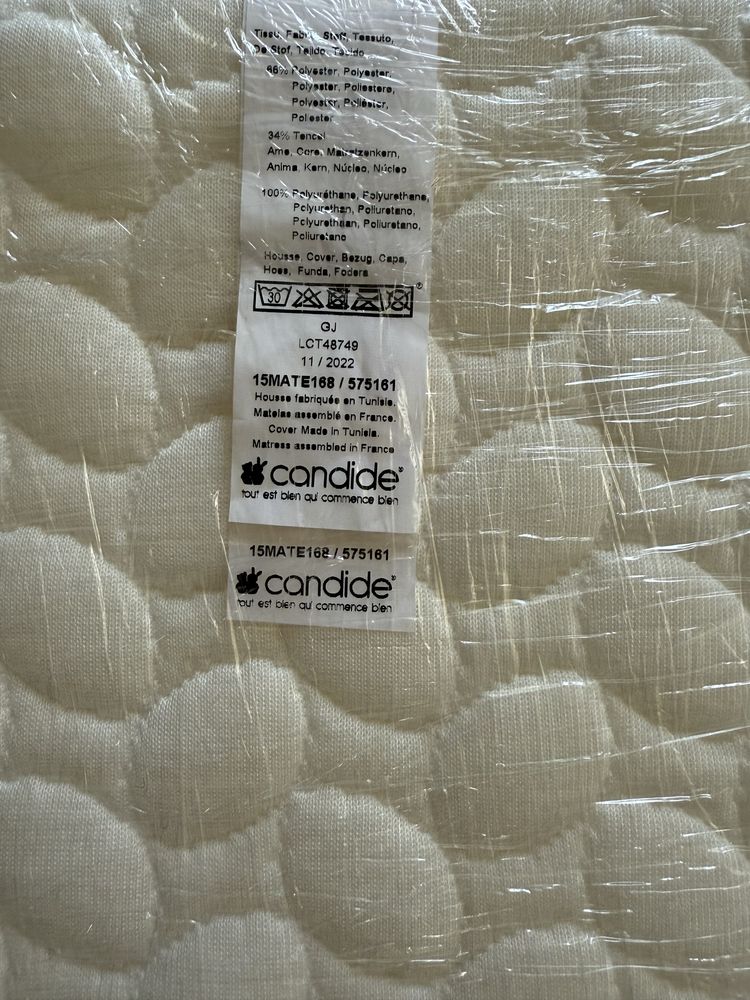 Tissu, Fabric, Stoff, Tessuto,
De Stof, Tejido, Tecido
66% Polyester, Polyester,
Polyester, Poliestere,
Polyester, Poliéster,
Poliester
34% Tencel
Ame, Core, Matratzenkern,
Anima, Kern, Núcleo, Núcleo
100% Polyuréthane, Polyurethane,
Polyurethan, Poliuretano,
Polyurethaan, Poliuretano,
Poliuretano
Housse, Cover, Bezug, Capa,
Hoes, Funda, Fodera
30 ®
GJ
LCT48749
11 / 2022
15MATE168 / 575161
Housse fabriquée en Tunisie.
Matelas assemblé en France.
Cover Made in Tunisia.
Mattress assembled in France
candide®
tout est bien qui commence bien
15MATE168 / 575161
candide®
tout est bien qui commence bien